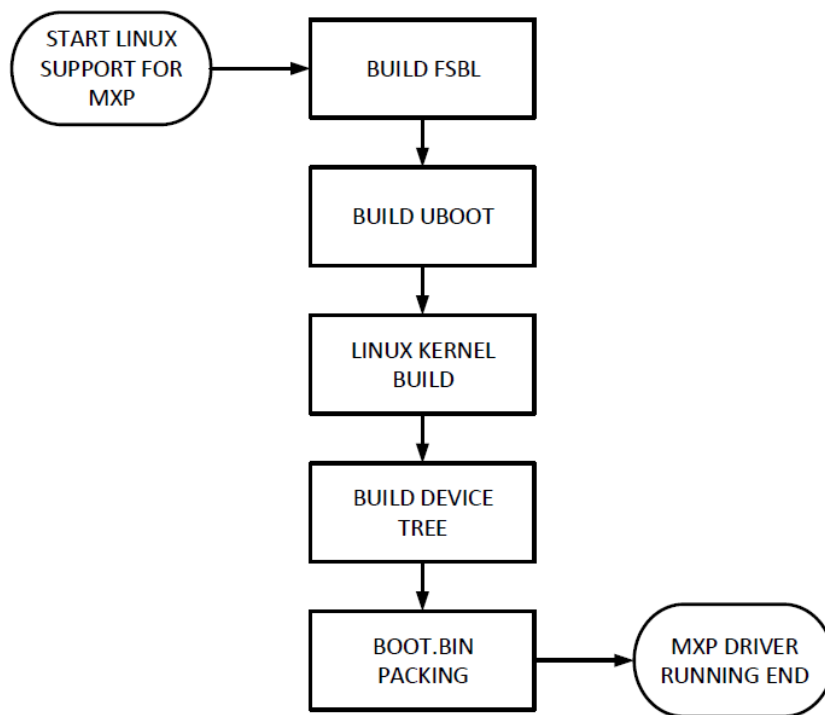 START LINUX
SUPPORT FOR
MXP
BUILD FSBL
BUILD UBOOT
LINUX KERNEL
BUILD
BUILD DEVICE
TREE
BOOT.BIN
PACKING
MXP DRIVER
RUNNING END